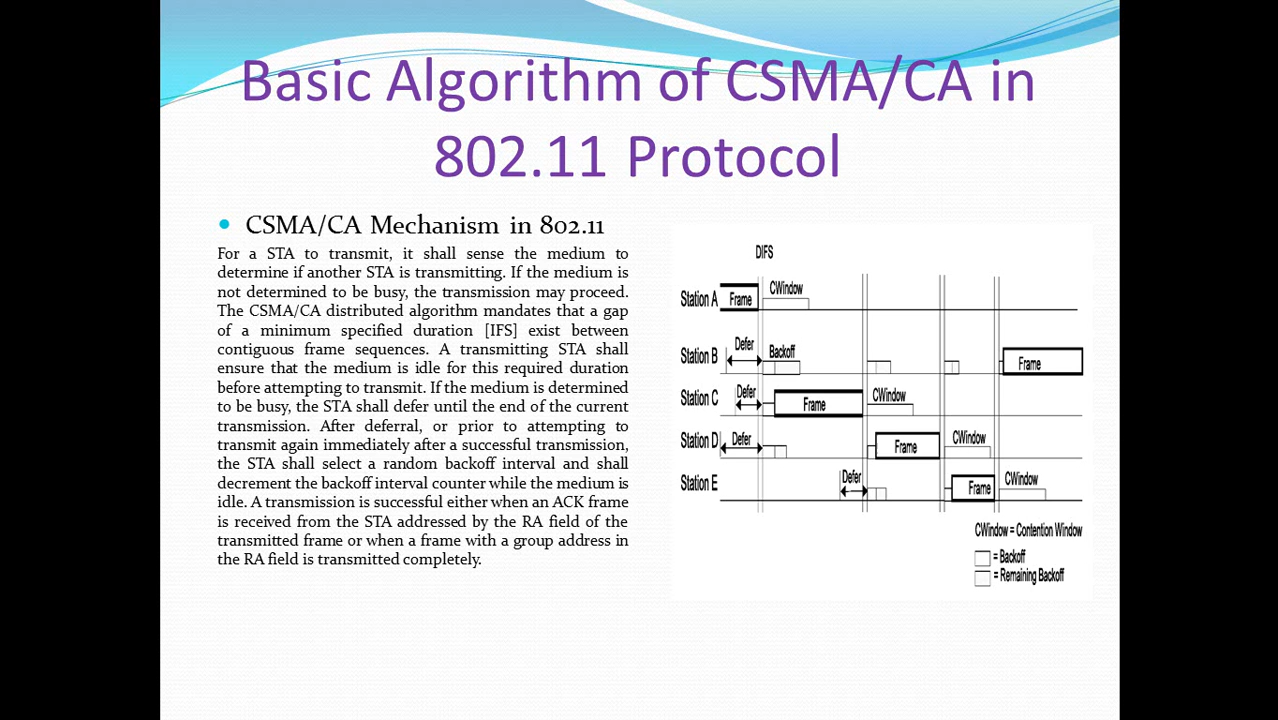 Basic Algorithm of CSMA/CA in
802.11 Protocol
• CSMA/CA Mechanism in 802.11
For a STA to transmit, it shall sense the medium to
determine if another STA is transmitting. If the medium is
not determined to be busy, the transmission may proceed.
The CSMA/CA distributed algorithm mandates that a gap
of a minimum specified duration [IFS] exist between
contiguous frame sequences. A transmitting STA shall
ensure that the medium is idle for this required duration
before attempting to transmit. If the medium is determined
to be busy, the STA shall defer until the end of the current
transmission. After deferral, or prior to attempting to
transmit again immediately after a successful transmission,
the STA shall select a random backoff interval and shall
decrement the backoff interval counter while the medium is
idle. A transmission is successful either when an ACK frame
is received from the STA addressed by the RA field of the
transmitted frame or when a frame with a group address in
the RA field is transmitted completely.
DIFS
Station A Frame CWindow
Station B Defer Backoff Frame
Station C Defer Frame CWindow
Station D Defer Frame CWindow
Station E Defer Frame CWindow
CWindow = Contention Window
= Backoff
= Remaining Backoff